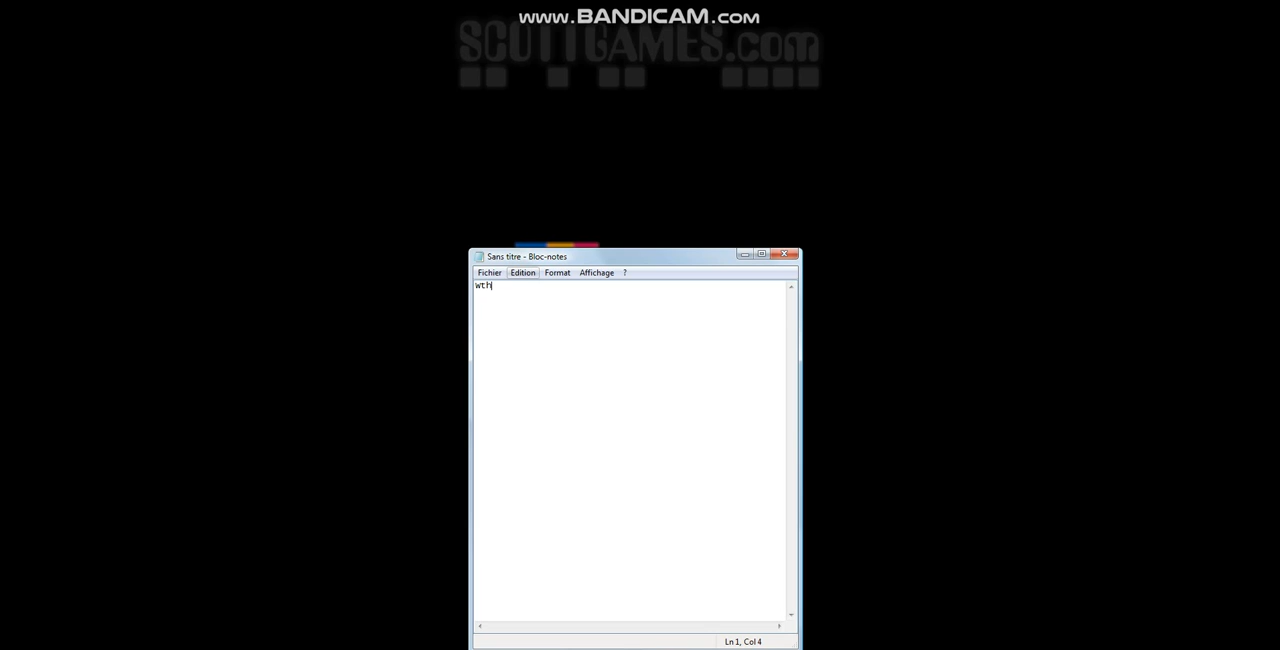 www.BANDICAM.com
SCOTTGAMES.com
Sans titre - Bloc-notes
Fichier Edition Format Affichage ?
wth
Ln 1, Col 4